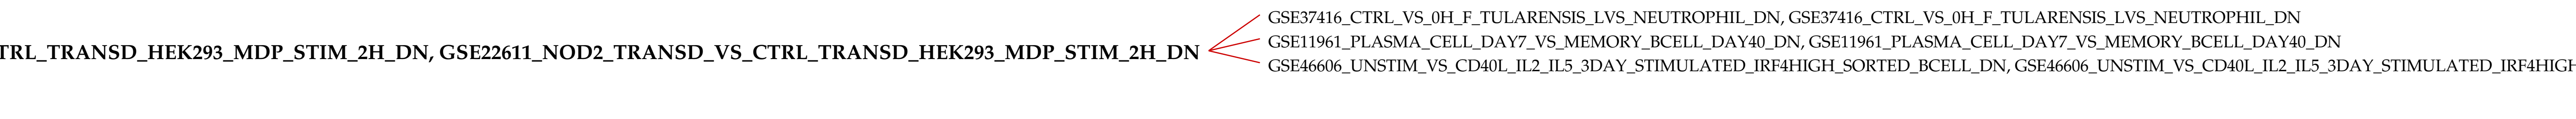 GSE37416_CTRL_VS_0H_F_TULARENSIS_LVS_NEUTROPHIL_DN, GSE37416_CTRL_VS_0H_F_TULARENSIS_LVS_NEUTROPHIL_DN
TRL_TRANSD_HEK293_MDP_STIM_2H_DN, GSE22611_NOD2_TRANSD_VS_CTRL_TRANSD_HEK293_MDP_STIM_2H_DN
GSE11961_PLASMA_CELL_DAY7_VS_MEMORY_BCELL_DAY40_DN, GSE11961_PLASMA_CELL_DAY7_VS_MEMORY_BCELL_DAY40_DN
GSE46606_UNSTIM_VS_CD40L_IL2_IL5_3DAY_STIMULATED_IRF4HIGH_SORTED_BCELL_DN, GSE46606_UNSTIM_VS_CD40L_IL2_IL5_3DAY_STIMULATED_IRF4HIGH